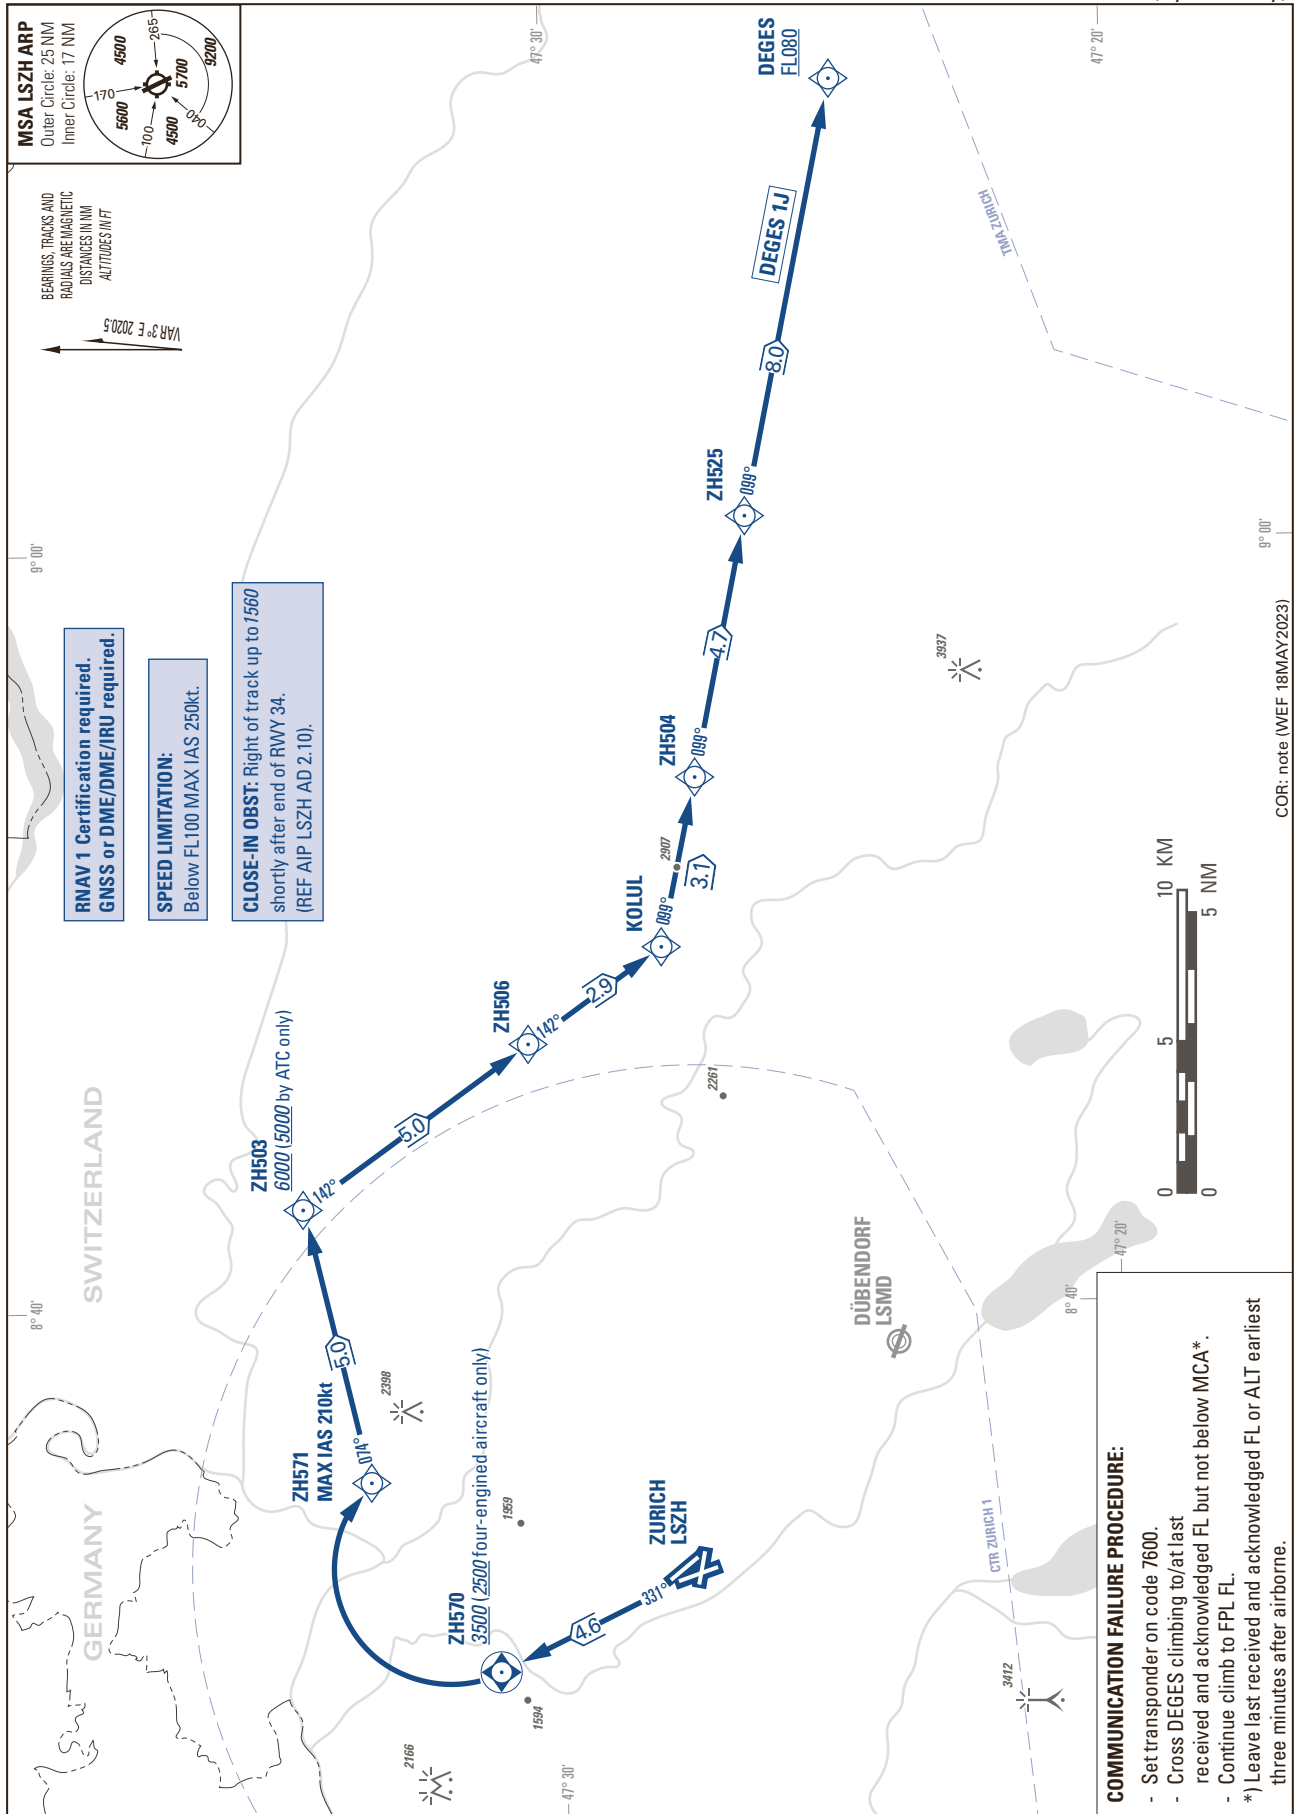 MSA LSZH ARP
Outer Circle: 25 NM
Inner Circle: 17 NM
170
265
100
040
5600
4500
5700
9200
4500
BEARINGS, TRACKS AND
RADIALS ARE MAGNETIC
DISTANCES IN NM
ALTITUDES IN FT
VAR 3° E 2020.5
RNAV 1 Certification required.
GNSS or DME/DME/IRU required.
SPEED LIMITATION:
Below FL100 MAX IAS 250kt.
CLOSE-IN OBST: Right of track up to 1560
shortly after end of RWY 34.
(REF AIP LSZH AD 2.10).
GERMANY
SWITZERLAND
8° 40'
9° 00'
47° 30'
47° 20'
ZURICH
LSZH
331°
4.6
ZH570
3500 (2500 four-engined aircraft only)
ZH571
MAX IAS 210kt
074°
5.0
ZH503
6000 (5000 by ATC only)
142°
5.0
ZH506
142°
2.9
KOLUL
099°
3.1
ZH504
099°
4.7
ZH525
099°
8.0
DEGES 1J
DEGES
FL080
2166
1594
1959
2398
2261
2907
3937
3412
DÜBENDORF
LSMD
CTR ZURICH 1
TMA ZURICH
47° 30'
8° 40'
47° 20'
9° 00'
0 5 10 KM
0 5 NM
COMMUNICATION FAILURE PROCEDURE:
- Set transponder on code 7600.
- Cross DEGES climbing to/at last
received and acknowledged FL but not below MCA*.
- Continue climb to FPL FL.
*) Leave last received and acknowledged FL or ALT earliest
three minutes after airborne.
COR: note (WEF 18MAY2023)